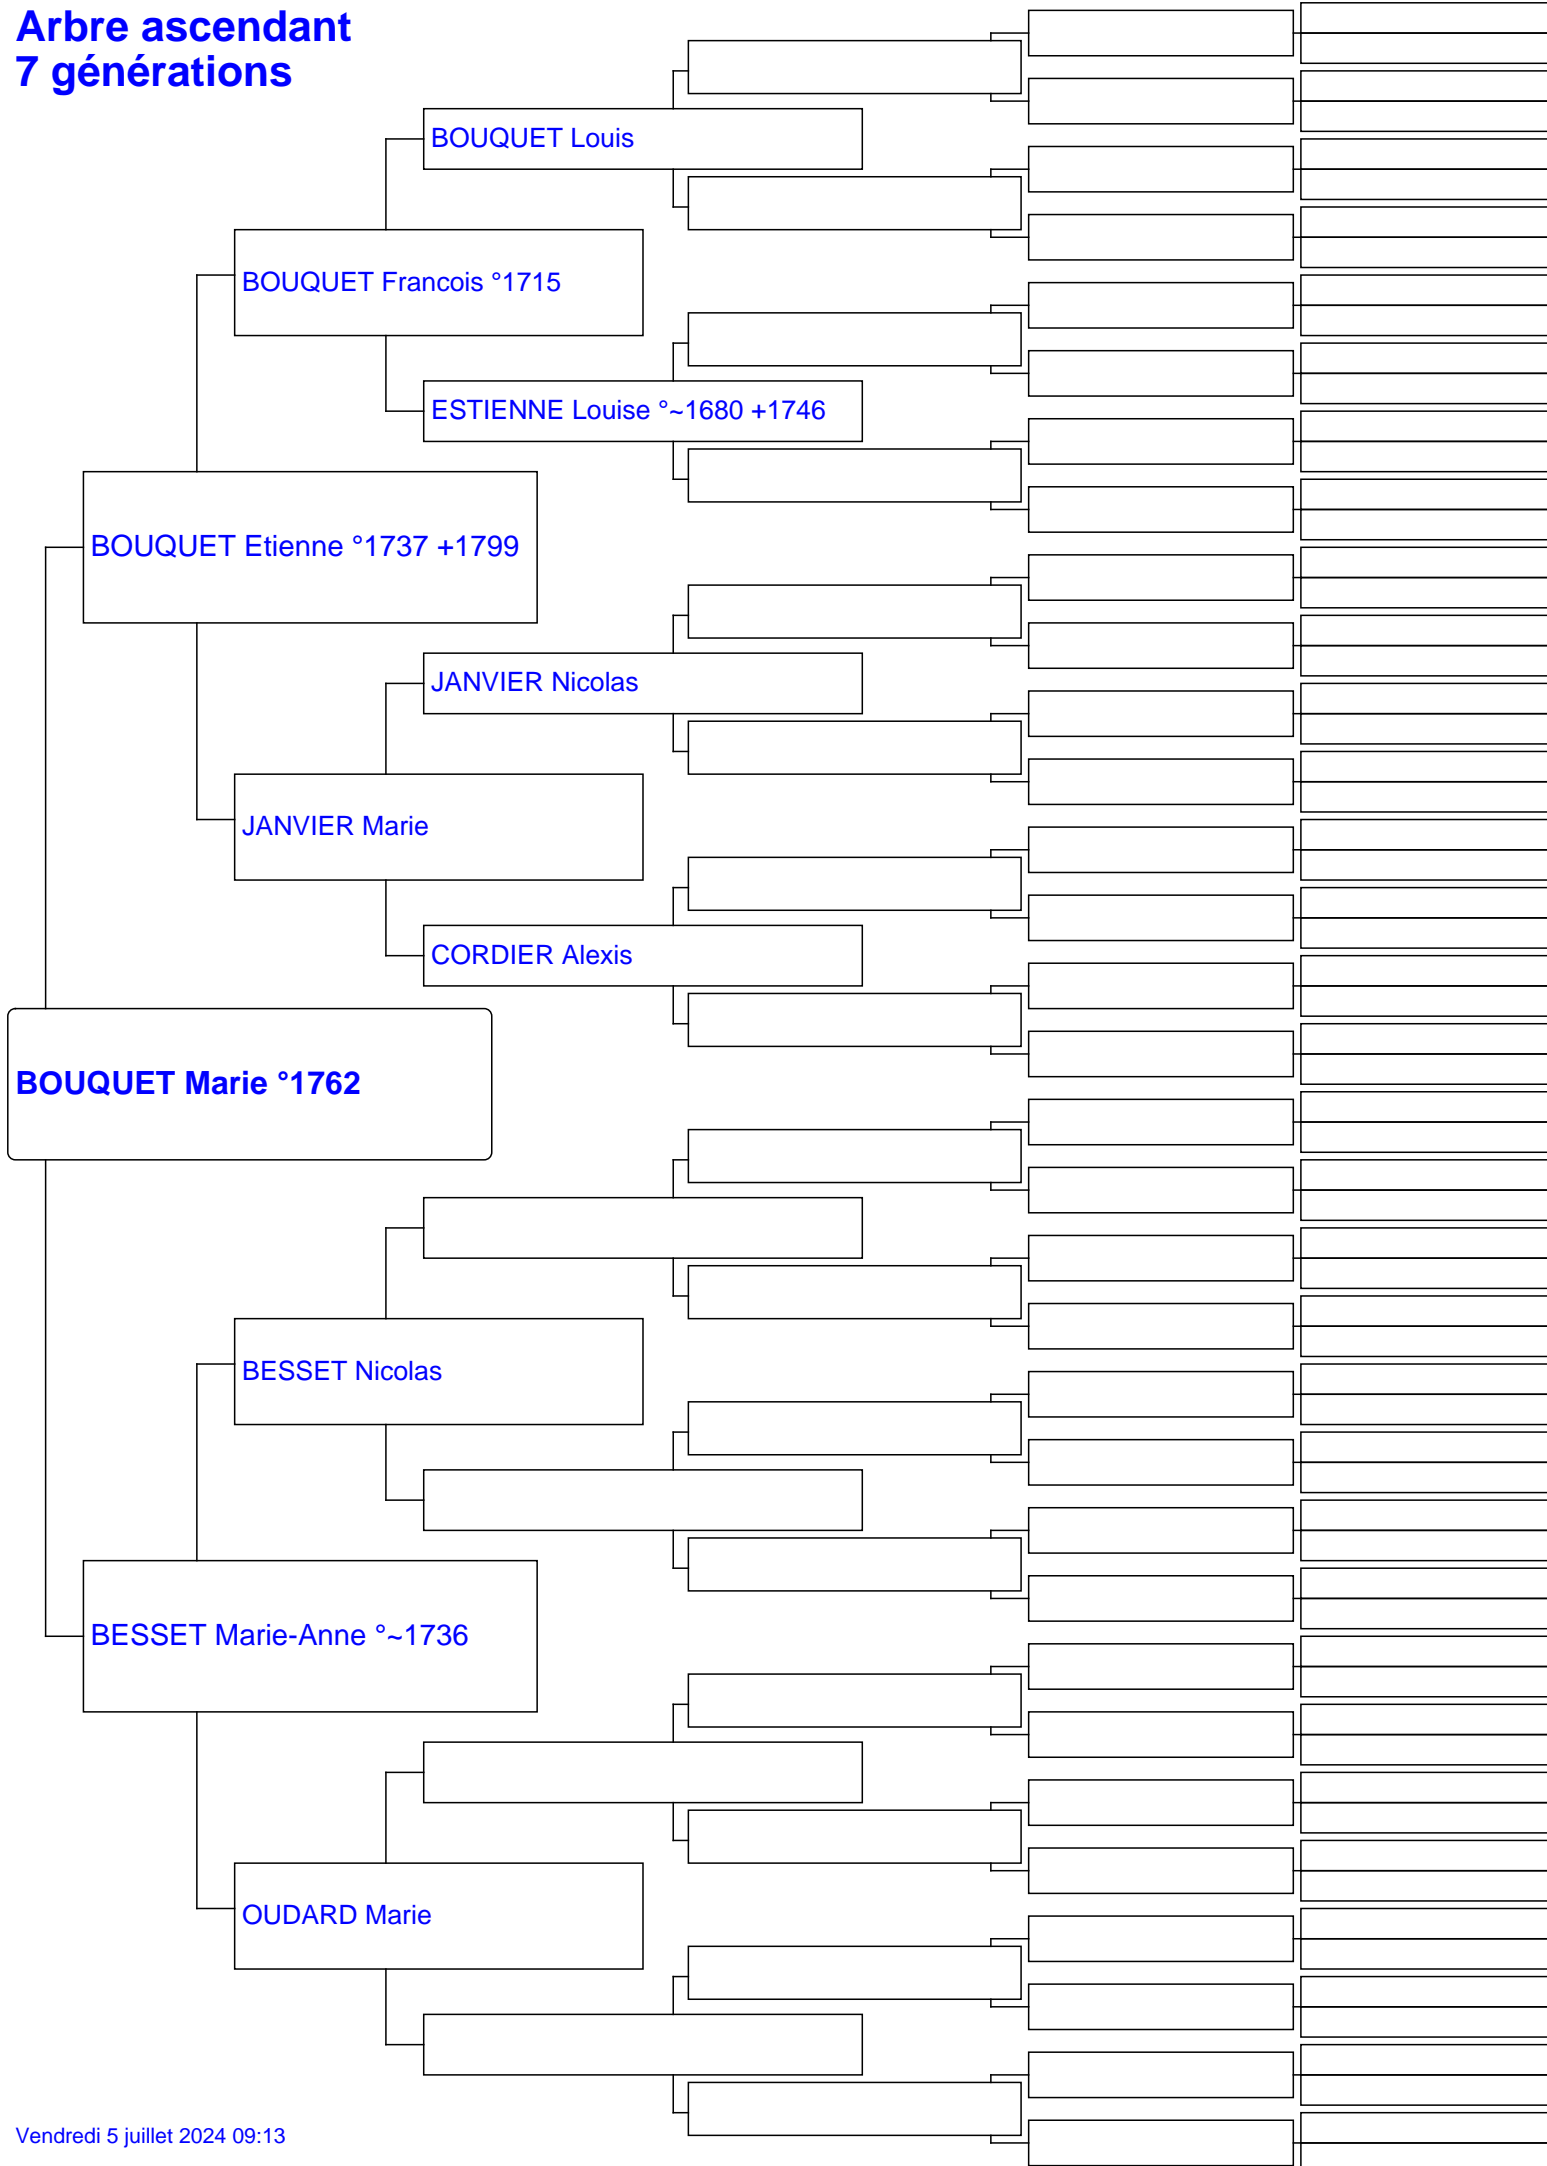 Arbre ascendant
7 générations
BOUQUET Louis
BOUQUET Francois °1715
ESTIENNE Louise °~1680 +1746
BOUQUET Etienne °1737 +1799
JANVIER Nicolas
JANVIER Marie
CORDIER Alexis
BOUQUET Marie °1762
BESSET Nicolas
BESSET Marie-Anne °~1736
OUDARD Marie
Vendredi 5 juillet 2024 09:13